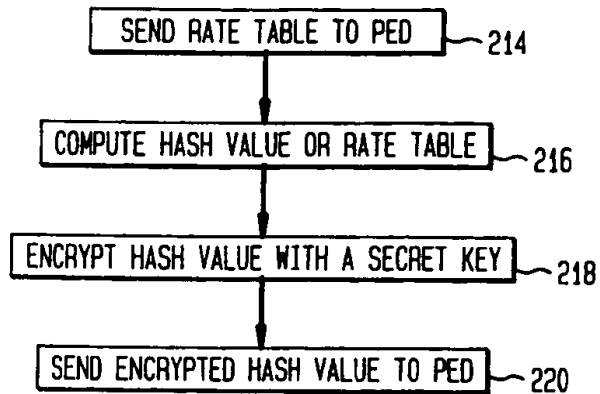 SEND RATE TABLE TO PED
214
COMPUTE HASH VALUE OR RATE TABLE
216
ENCRYPT HASH VALUE WITH A SECRET KEY
218
SEND ENCRYPTED HASH VALUE TO PED
220